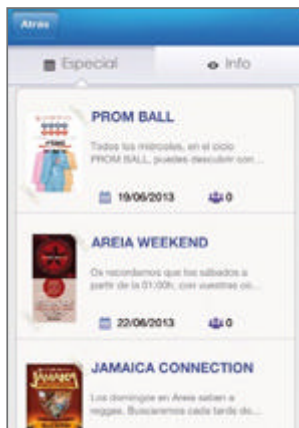 Atrás
Especial
Info
PROM BALL
Todos los miércoles, en el ciclo
PROM BALL, puedes descubrir con...
19/06/2013
0
AREIA WEEKEND
Os recordamos que los sábados a
partir de la 01:00h, con vuestras co...
22/06/2013
0
JAMAICA
JAMAICA CONNECTION
Los domingos en Areia saben a
reggae. Buscaremos cada tarde do...